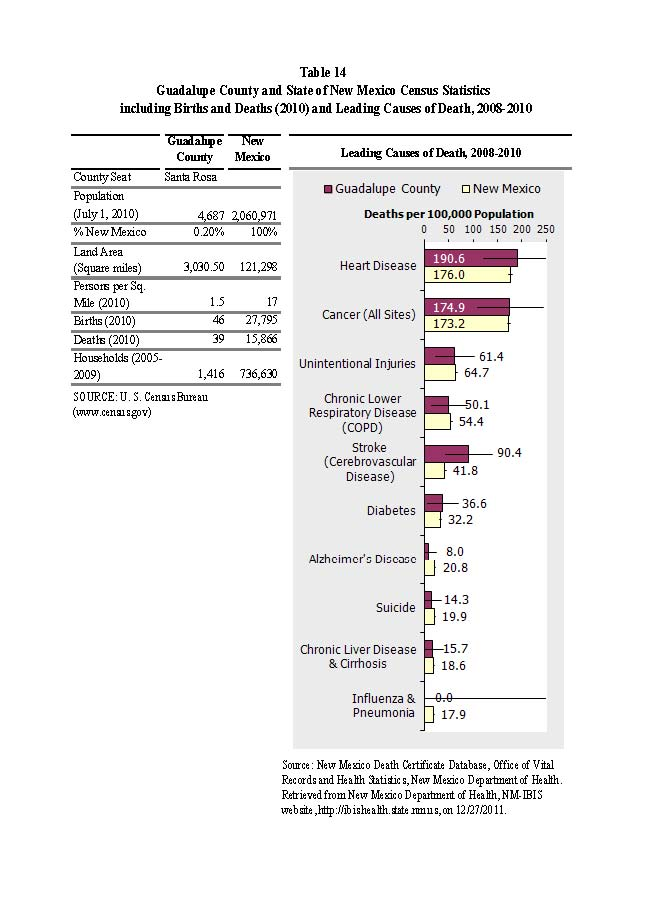 Table 14
Guadalupe County and State of New Mexico Census Statistics
including Births and Deaths (2010) and Leading Causes of Death, 2008-2010
Guadalupe County New Mexico
County Seat Santa Rosa
Population
(July 1, 2010) 4,687 2,060,971
% New Mexico 0.20% 100%
Land Area
(Square miles) 3,030.50 121,298
Persons per Sq.
Mile (2010) 1.5 17
Births (2010) 46 27,795
Deaths (2010) 39 15,866
Households (2005-
2009) 1,416 736,630
SOURCE: U. S. Census Bureau
(www.census.gov)
Leading Causes of Death, 2008-2010
Guadalupe County New Mexico
Deaths per 100,000 Population
0 50 100 150 200 250
Heart Disease 190.6
176.0
Cancer (All Sites) 174.9
173.2
Unintentional Injuries 61.4
64.7
Chronic Lower
Respiratory Disease
(COPD) 50.1
54.4
Stroke
(Cerebrovascular
Disease) 90.4
41.8
Diabetes 36.6
32.2
Alzheimer's Disease 8.0
20.8
Suicide 14.3
19.9
Chronic Liver Disease
& Cirrhosis 15.7
18.6
Influenza &
Pneumonia 0.0
17.9
Source: New Mexico Death Certificate Database, Office of Vital
Records and Health Statistics, New Mexico Department of Health.
Retrieved from New Mexico Department of Health, NM-IBIS
website, http://ibishealth.state.nm.us, on 12/27/2011.